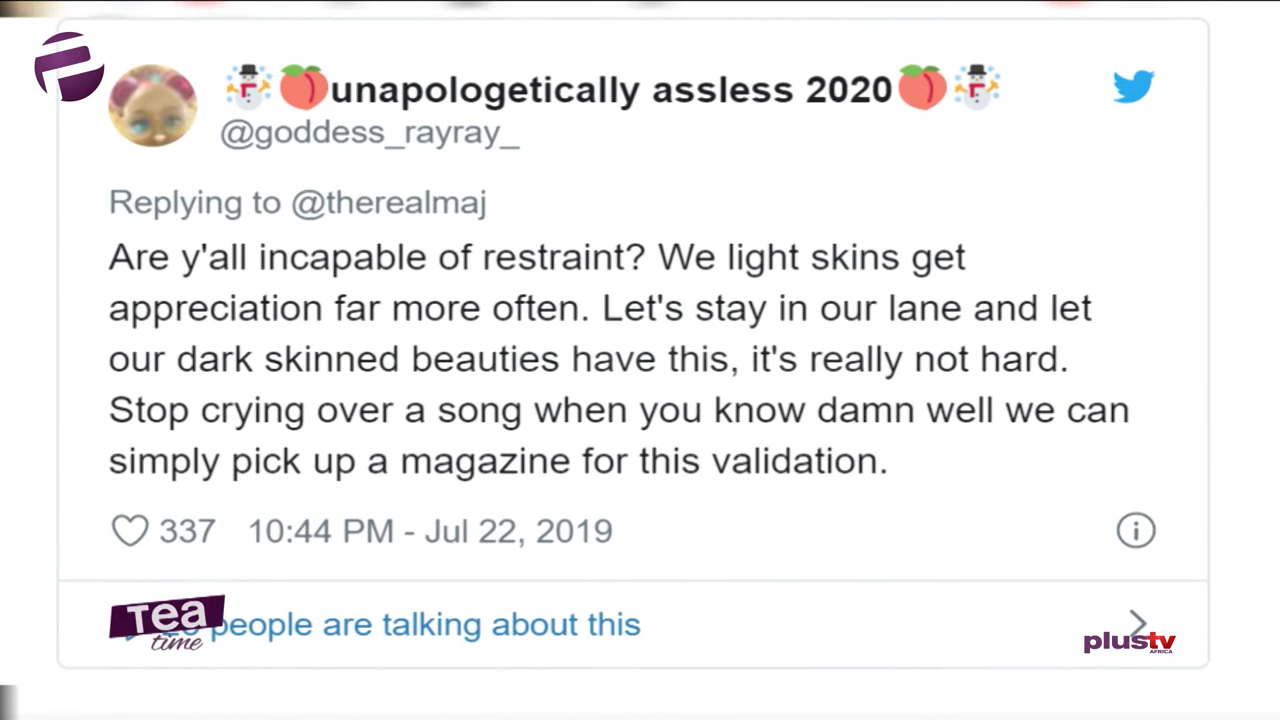 unapologetically assless 2020
@goddess_rayray_
Replying to @therealmaj
Are y'all incapable of restraint? We light skins get
appreciation far more often. Let's stay in our lane and let
our dark skinned beauties have this, it's really not hard.
Stop crying over a song when you know damn well we can
simply pick up a magazine for this validation.
337 10:44 PM - Jul 22, 2019
people are talking about this
Tea
time
plustv
AFRICA